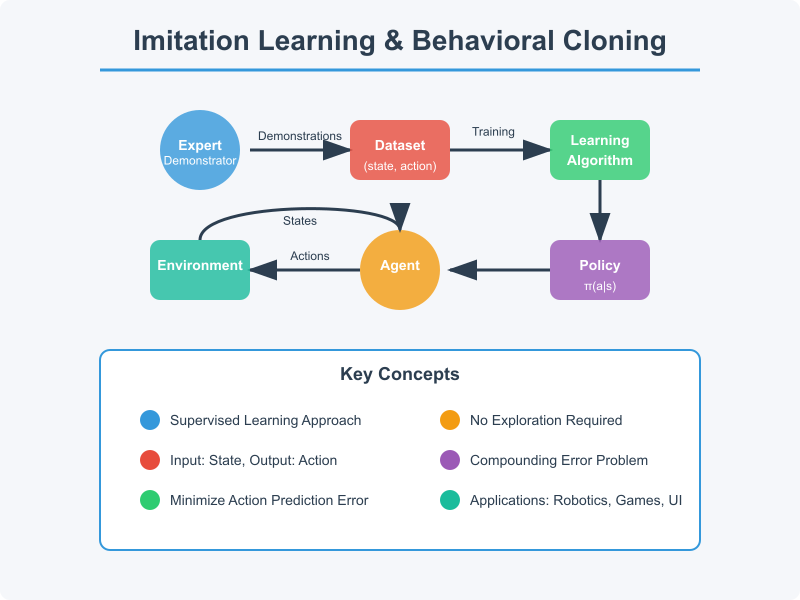 Imitation Learning & Behavioral Cloning
Expert
Demonstrator
Demonstrations
Dataset
(state, action)
Training
Learning
Algorithm
States
Environment
Actions
Agent
Policy
π(a|s)
Key Concepts
Supervised Learning Approach
No Exploration Required
Input: State, Output: Action
Compounding Error Problem
Minimize Action Prediction Error
Applications: Robotics, Games, UI